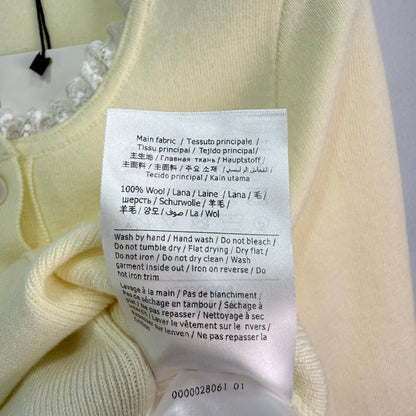 Main fabric / Tessuto principale /
Tissu principal / Tejido principal/
主生地 / Главная ткань / Hauptstoff /
主面料 / 主要面料 / 주요 소재 / القماش الرئيسي
Tecido principal / Kain utama
100% Wool / Lana / Laine / Lana / 毛/
шерсть / Schurwolle / 羊毛/
羊毛 / 양모 / صوف / La / Wol
Wash by hand / Hand wash / Do not bleach/
Do not tumble dry / Flat drying / Dry flat/
Do not iron / Do not dry clean / Wash
garment inside out / Iron on reverse / Do
not iron trim
Lavage à la main / Pas de blanchiment/
Pas ce séchage en tambour / Séchage à
plat / Ne pas repasser / Nettoyage à sec
/ Laver le vêtement sur le
/ Ne pas repasser la
0000028061 01